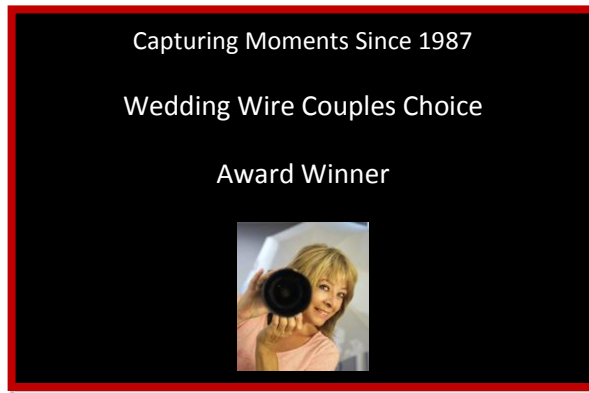 Capturing Moments Since 1987
Wedding Wire Couples Choice
Award Winner